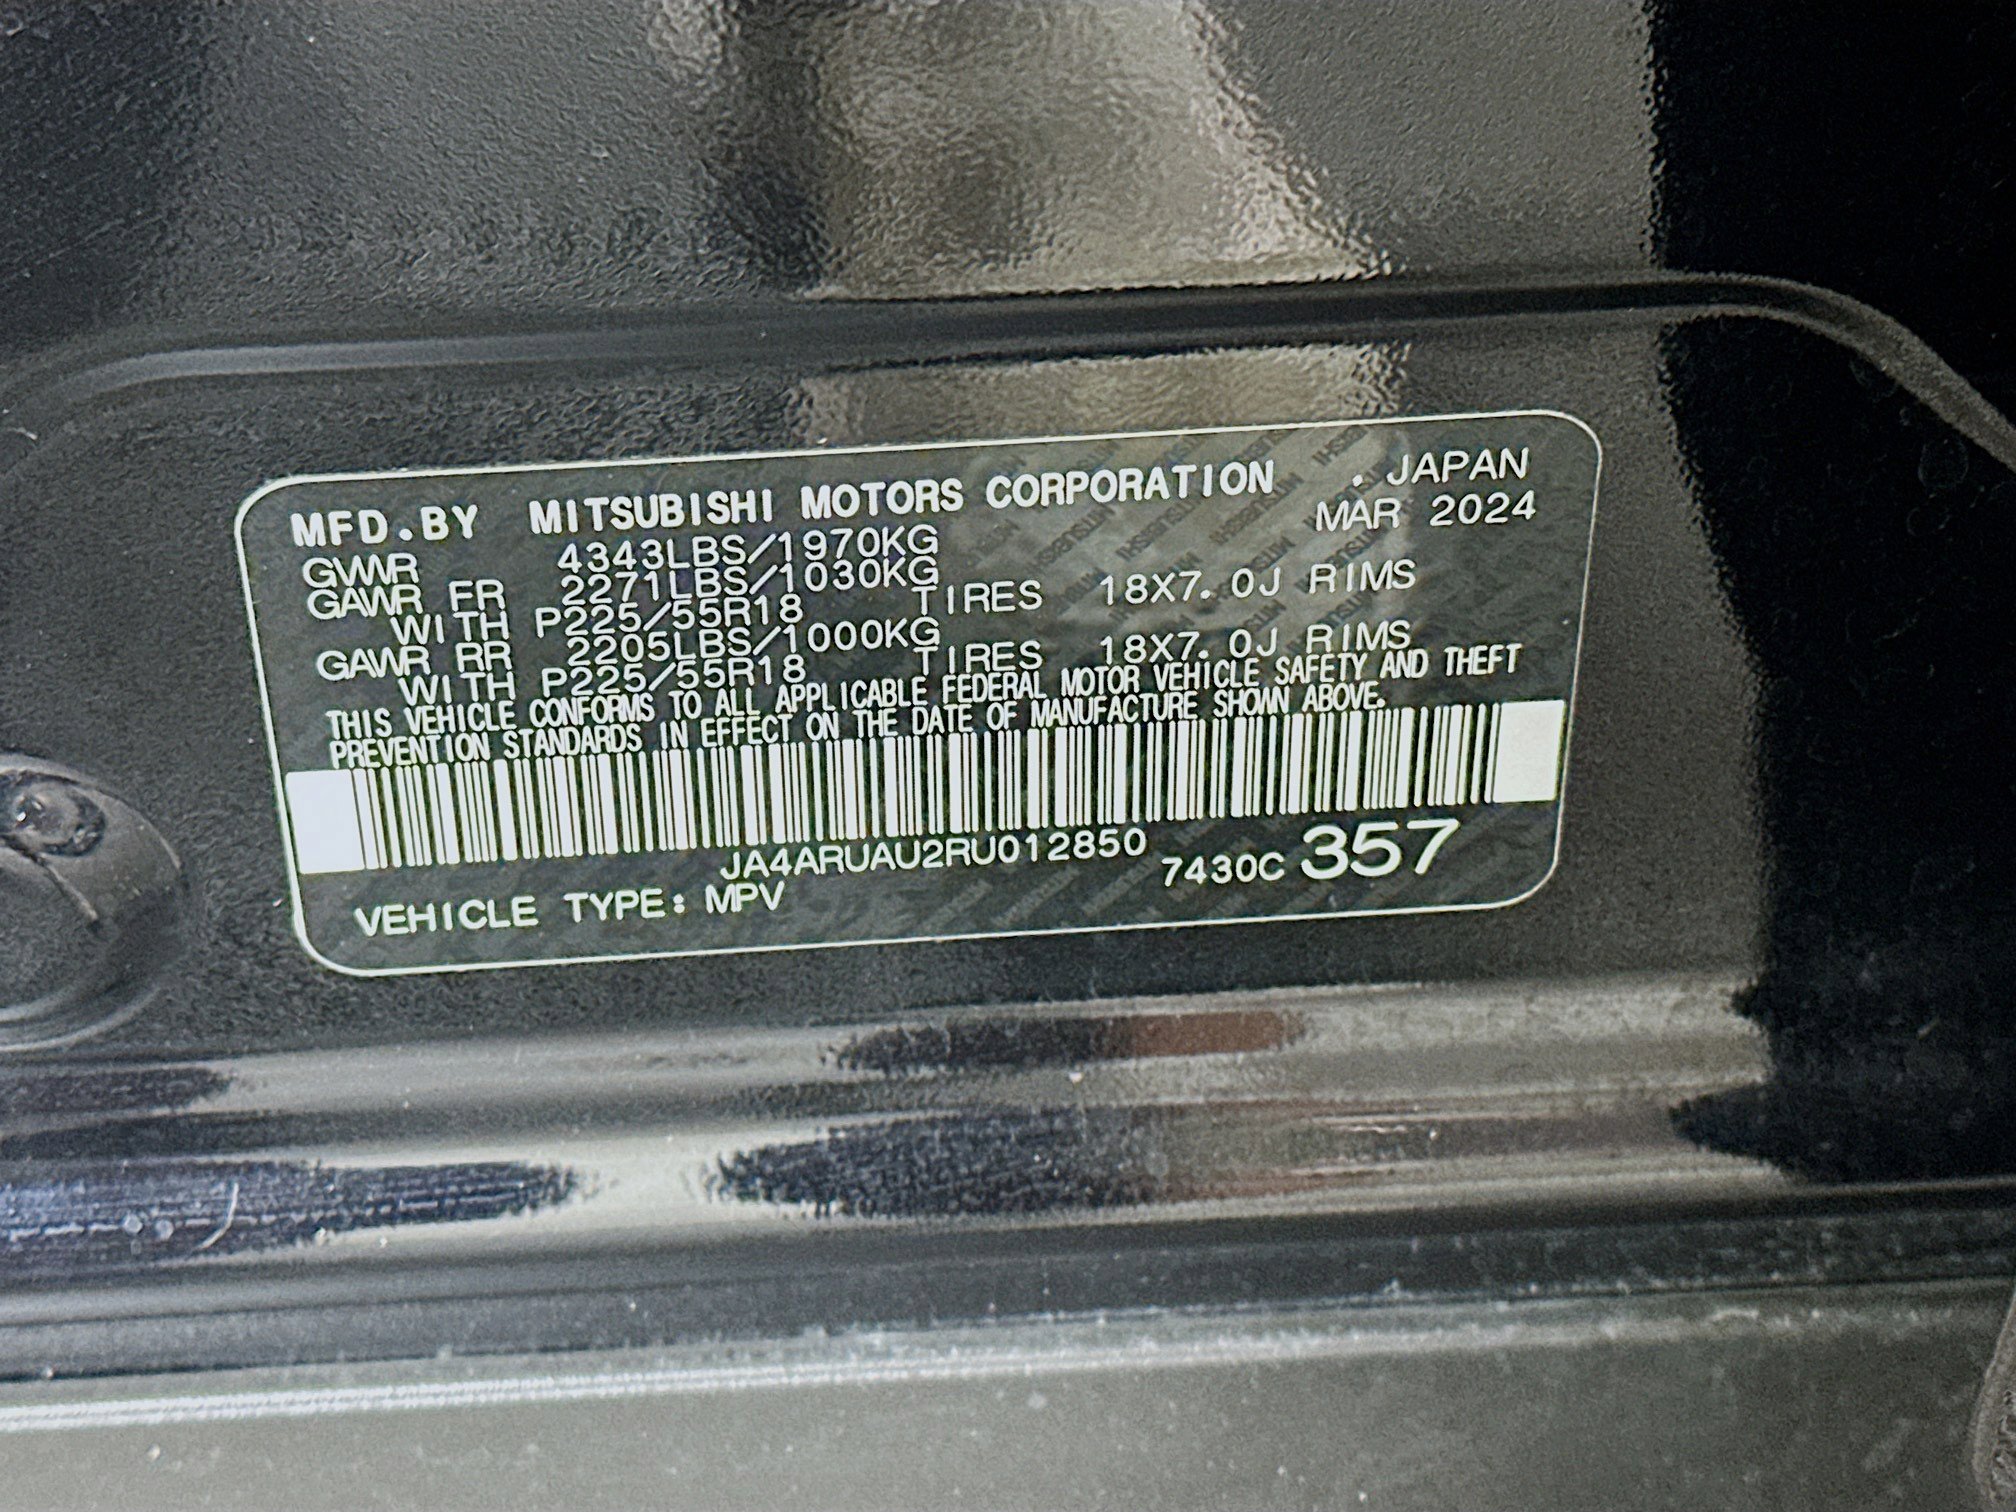 MFD.BY MITSUBISHI MOTORS CORPORATION . JAPAN
MAR 2024
GVWR 4343LBS/1970KG
GAWR FR 2271LBS/1030KG
WITH P225/55R18 TIRES 18X7.0J RIMS
GAWR RR 2205LBS/1000KG
WITH P225/55R18 TIRES 18X7.0J RIMS
THIS VEHICLE CONFORMS TO ALL APPLICABLE FEDERAL MOTOR VEHICLE SAFETY AND THEFT
PREVENTION STANDARDS IN EFFECT ON THE DATE OF MANUFACTURE SHOWN ABOVE.
JA4ARUAU2RU012850
VEHICLE TYPE: MPV 7430C 357